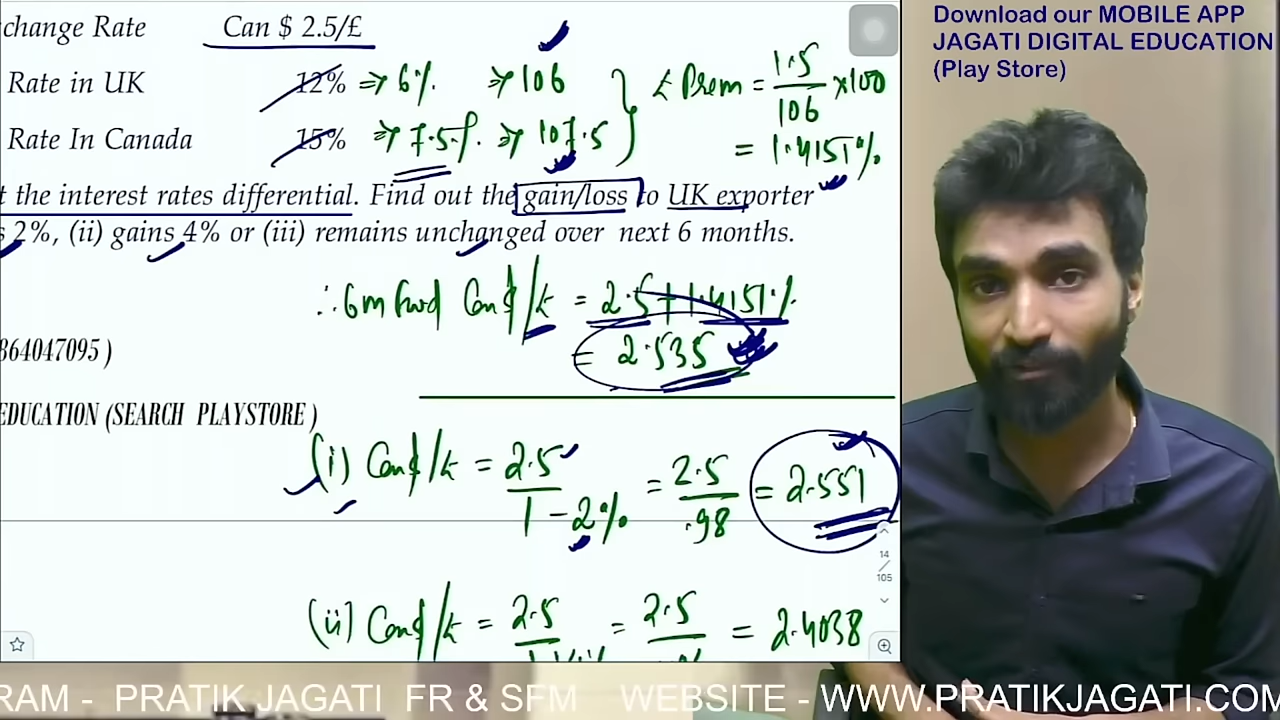 change Rate Can $ 2.5/£
Rate in UK 12% ⇒ 6% ⇒ 106
Rate In Canada 15% ⇒ 7.5% ⇒ 107.5
£ Prem = 1.5/106 ×100
= 1.4151%
t the interest rates differential. Find out the gain/loss to UK exporter
s 2%, (ii) gains 4% or (iii) remains unchanged over next 6 months.
∴ 6m Fwd Can$/£ = 2.5 + 1.4151%
= 2.535
864047095 )
EDUCATION (SEARCH PLAYSTORE )
(i) Can$/£ = 2.5/1-2% = 2.5/.98 = 2.551
(ii) Can$/£ = 2.5 = 2.5 = 2.4038
14
/
105
Download our MOBILE APP
JAGATI DIGITAL EDUCATION
(Play Store)
RAM - PRATIK JAGATI FR & SFM WEBSITE - WWW.PRATIKJAGATI.COM